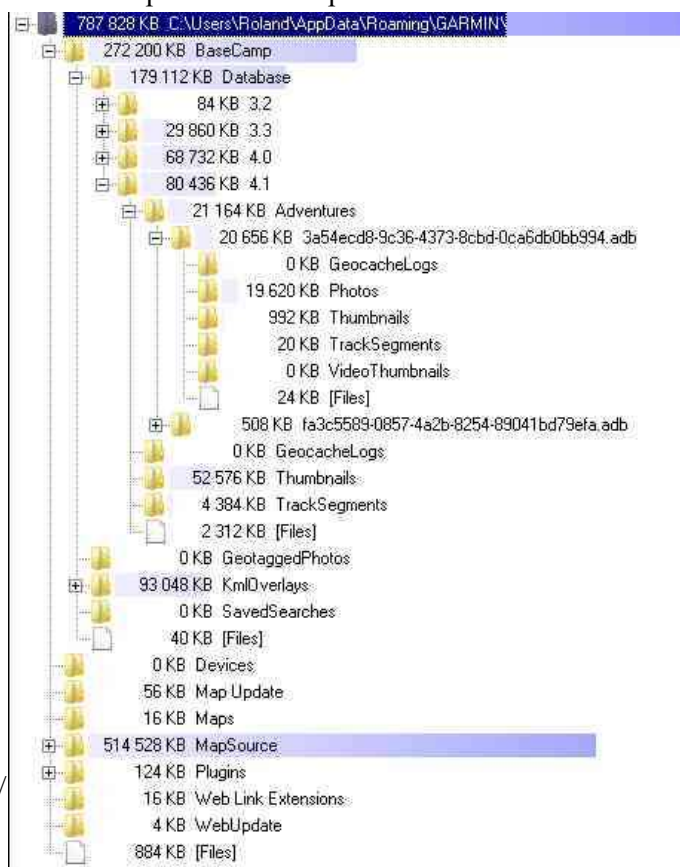 787 828 KB C:\Users\Roland\AppData\Roaming\GARMIN\
272 200 KB BaseCamp
179 112 KB Database
84 KB 3.2
29 860 KB 3.3
68 732 KB 4.0
80 436 KB 4.1
21 164 KB Adventures
20 656 KB 3a54ecd8-9c36-4373-8cbd-0ca6db0bb994.adb
0 KB GeocacheLogs
19 620 KB Photos
992 KB Thumbnails
20 KB TrackSegments
0 KB VideoThumbnails
24 KB [Files]
508 KB fa3c5589-0857-4a2b-8254-89041bd79efa.adb
0 KB GeocacheLogs
52 576 KB Thumbnails
4 384 KB TrackSegments
2 312 KB [Files]
0 KB GeotaggedPhotos
93 048 KB KmlOverlays
0 KB SavedSearches
40 KB [Files]
0 KB Devices
56 KB Map Update
16 KB Maps
514 528 KB MapSource
124 KB Plugins
/
16 KB Web Link Extensions
4 KB WebUpdate
884 KB [Files]